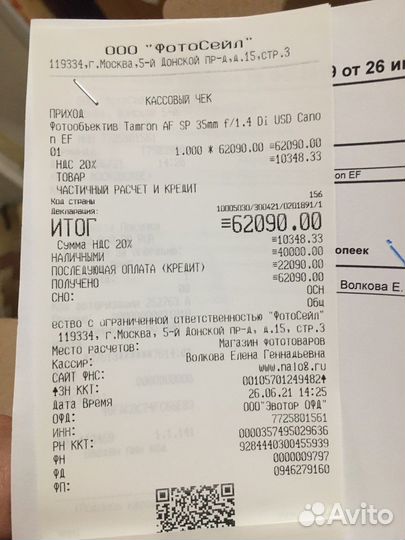 ООО "ФотоСейл"
119334,г.Москва,5-й Донской пр-д,д.15,стр.3
КАССОВЫЙ ЧЕК
ПРИХОД
Фотообъектив Tamron AF SP 35mm f/1.4 Di USD Cano
n EF
01 1.000 * 62090.00 =62090.00
НДС 20% =10348.33
ТОВАР
ЧАСТИЧНЫЙ РАСЧЕТ И КРЕДИТ
Код страны 156
Декларация: 10005030/300421/0201891/1
ИТОГ =62090.00
Сумма НДС 20% =10348.33
НАЛИЧНЫМИ =40000.00
ПОСЛЕДУЮЩАЯ ОПЛАТА (КРЕДИТ) =22090.00
ПОЛУЧЕНО =62090.00
СНО: ОСН
Общ
ество с ограниченной ответственностью "ФотоСейл"
119334, г.Москва, 5-й Донской пр-д, д.15, стр.3
Место расчетов: Магазин фототоваров
Кассир: Волкова Елена Геннадьевна
САЙТ ФНС: www.nalog.ru
ЗН ККТ: 00105701249482
Дата Время 26.06.21 14:25
ОФД: ООО"Эвотор ОФД"
ИНН: 7725801561
РН ККТ: 0000357495029636
ФН 9284440300455939
ФД 0000009797
ФП: 0946279160
9 от 26 ию
on EF
опеек
Волкова Е.
Avito